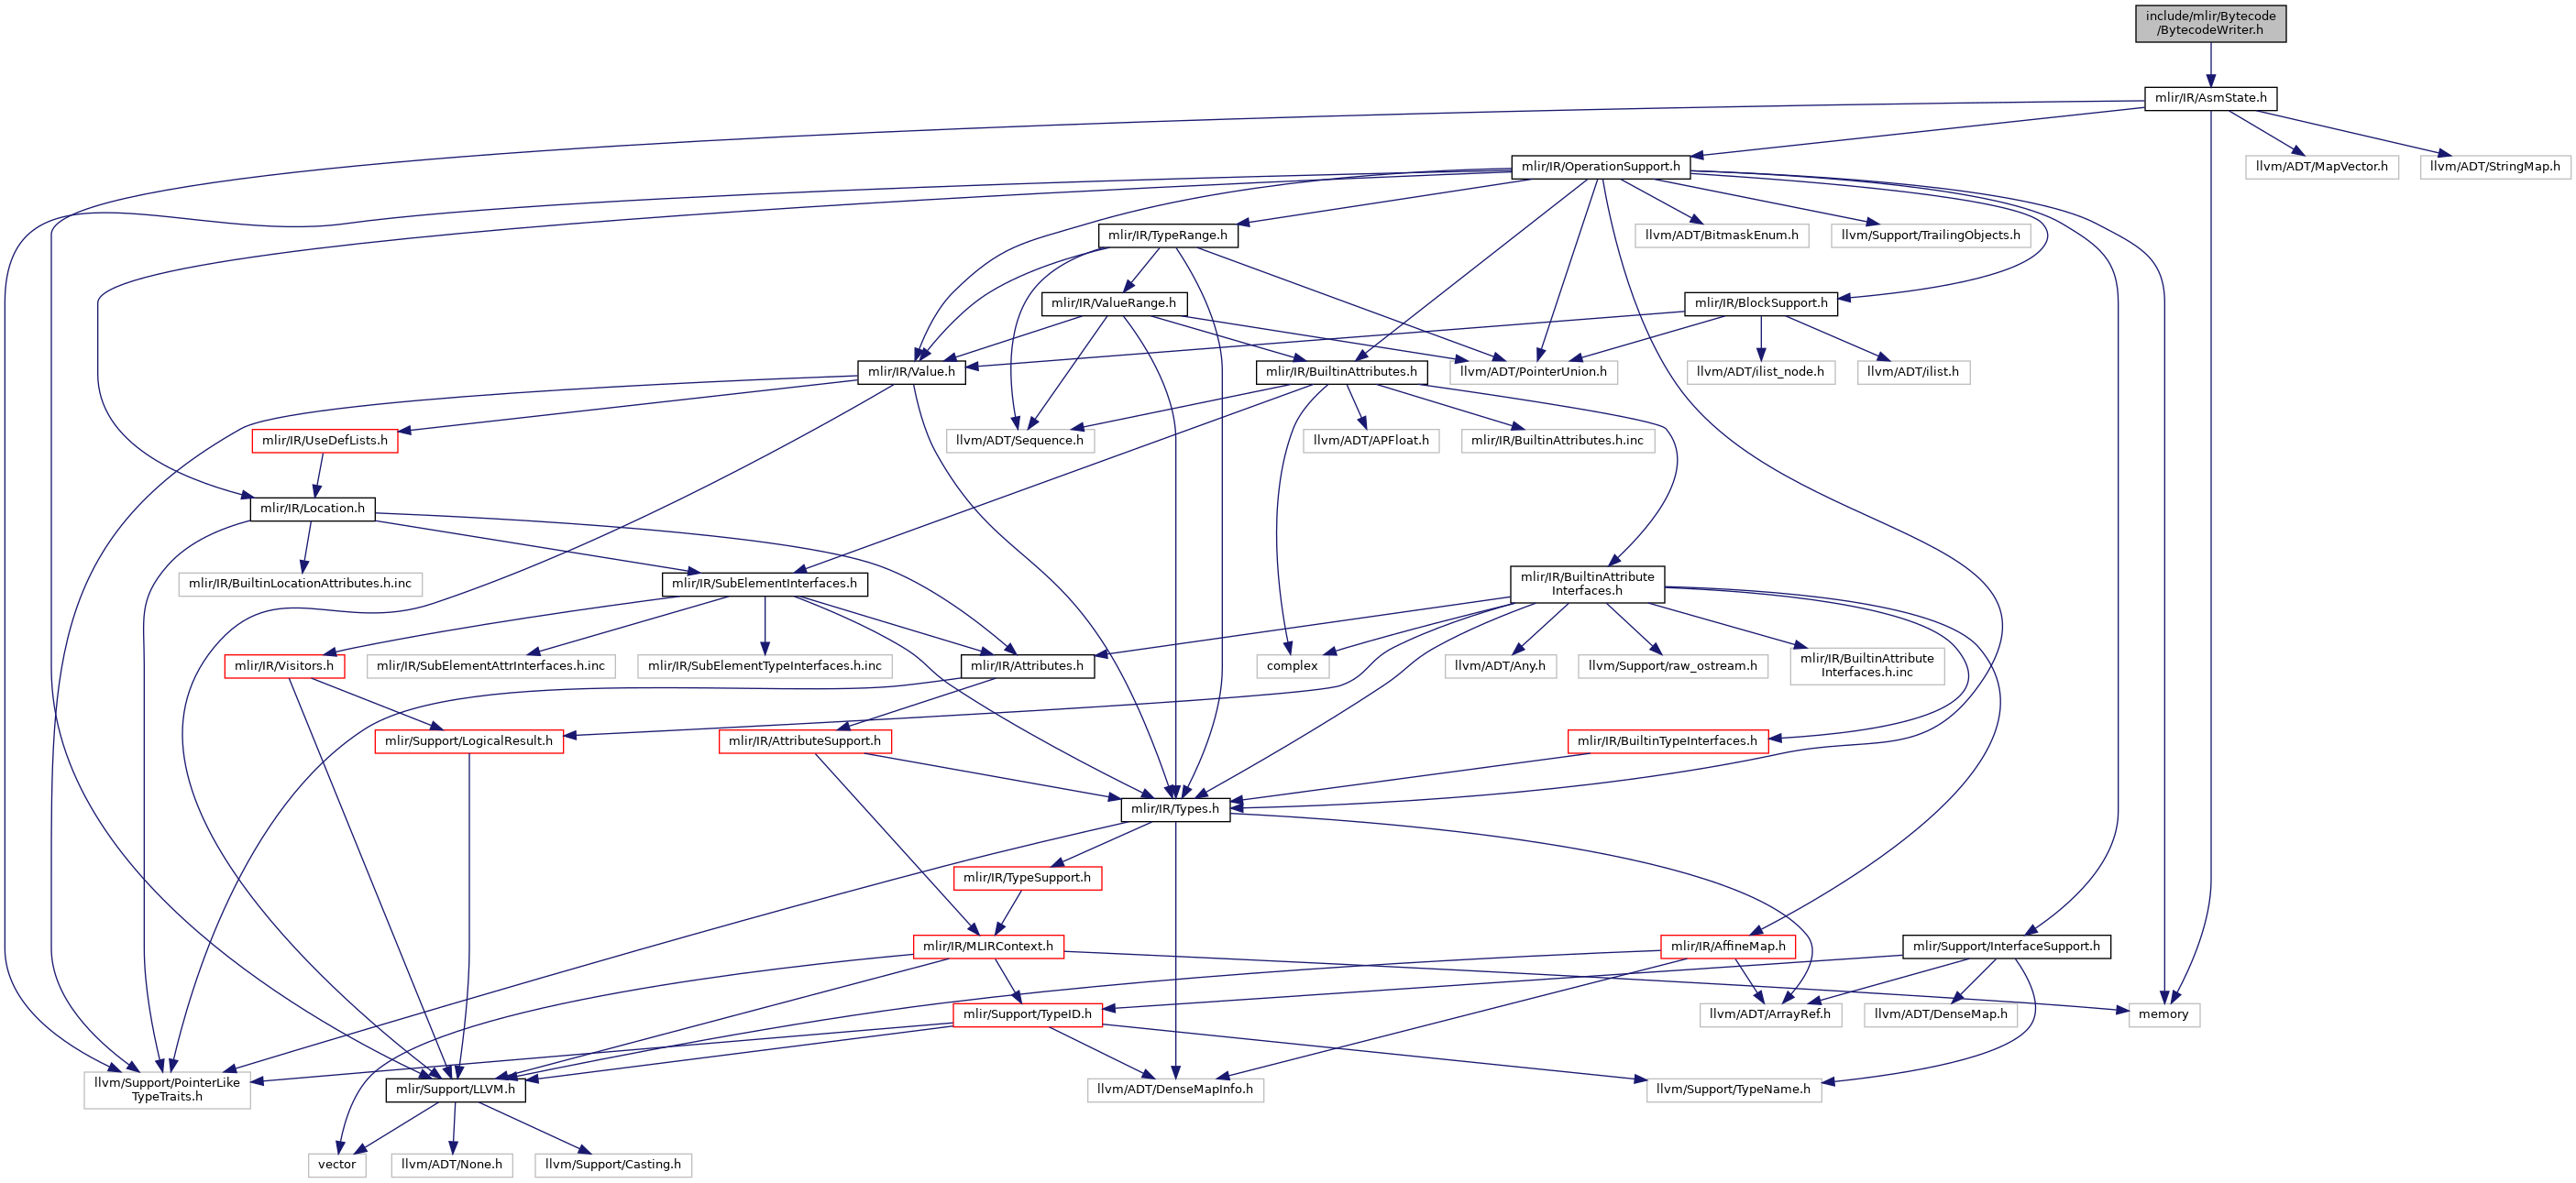 include/mlir/Bytecode
/BytecodeWriter.h
mlir/IR/AsmState.h
mlir/IR/OperationSupport.h
llvm/ADT/MapVector.h
llvm/ADT/StringMap.h
mlir/IR/TypeRange.h
llvm/ADT/BitmaskEnum.h
llvm/Support/TrailingObjects.h
mlir/IR/ValueRange.h
mlir/IR/BlockSupport.h
mlir/IR/Value.h
mlir/IR/BuiltinAttributes.h
llvm/ADT/PointerUnion.h
llvm/ADT/ilist_node.h
llvm/ADT/ilist.h
mlir/IR/UseDefLists.h
llvm/ADT/Sequence.h
llvm/ADT/APFloat.h
mlir/IR/BuiltinAttributes.h.inc
mlir/IR/Location.h
mlir/IR/BuiltinLocationAttributes.h.inc
mlir/IR/SubElementInterfaces.h
mlir/IR/BuiltinAttribute
Interfaces.h
mlir/IR/Visitors.h
mlir/IR/SubElementAttrInterfaces.h.inc
mlir/IR/SubElementTypeInterfaces.h.inc
mlir/IR/Attributes.h
complex
llvm/ADT/Any.h
llvm/Support/raw_ostream.h
mlir/IR/BuiltinAttribute
Interfaces.h.inc
mlir/Support/LogicalResult.h
mlir/IR/AttributeSupport.h
mlir/IR/BuiltinTypeInterfaces.h
mlir/IR/Types.h
mlir/IR/TypeSupport.h
mlir/IR/MLIRContext.h
mlir/IR/AffineMap.h
mlir/Support/InterfaceSupport.h
mlir/Support/TypeID.h
llvm/ADT/ArrayRef.h
llvm/ADT/DenseMap.h
memory
llvm/Support/PointerLike
TypeTraits.h
mlir/Support/LLVM.h
llvm/ADT/DenseMapInfo.h
llvm/Support/TypeName.h
vector
llvm/ADT/None.h
llvm/Support/Casting.h